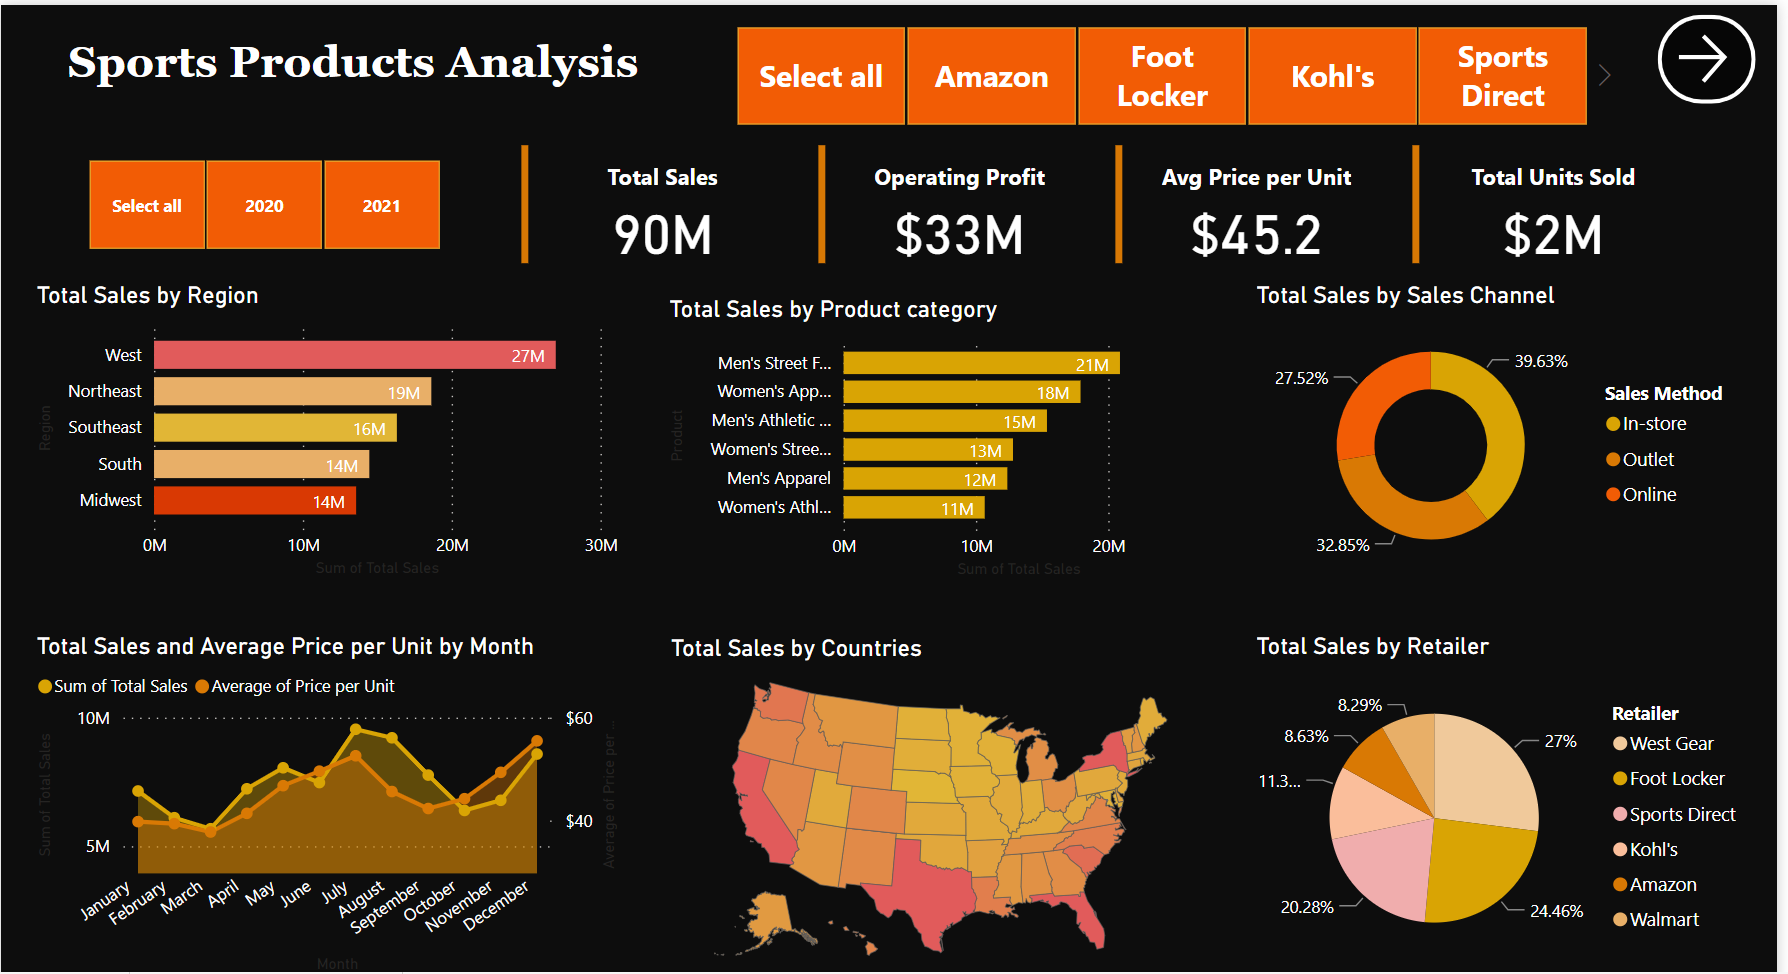 Sports Products Analysis
Select all
Amazon
Foot
Locker
Kohl's
Sports
Direct
Select all
2020
2021
Total Sales
90M
Operating Profit
$33M
Avg Price per Unit
$45.2
Total Units Sold
$2M
Total Sales by Region
Region
West
27M
Northeast
19M
Southeast
16M
South
14M
Midwest
14M
0M
10M
20M
30M
Sum of Total Sales
Total Sales by Product category
Product
Men's Street F...
21M
Women's App...
18M
Men's Athletic ...
15M
Women's Stree...
13M
Men's Apparel
12M
Women's Athl...
11M
0M
10M
20M
Sum of Total Sales
Total Sales by Sales Channel
39.63%
27.52%
32.85%
Sales Method
In-store
Outlet
Online
Total Sales and Average Price per Unit by Month
Sum of Total Sales
Average of Price per Unit
10M
5M
Sum of Total Sales
$60
$40
Average of Price per ...
January
February
March
April
May
June
July
August
September
October
November
December
Month
Total Sales by Countries
Total Sales by Retailer
8.29%
8.63%
11.3...
20.28%
27%
24.46%
Retailer
West Gear
Foot Locker
Sports Direct
Kohl's
Amazon
Walmart